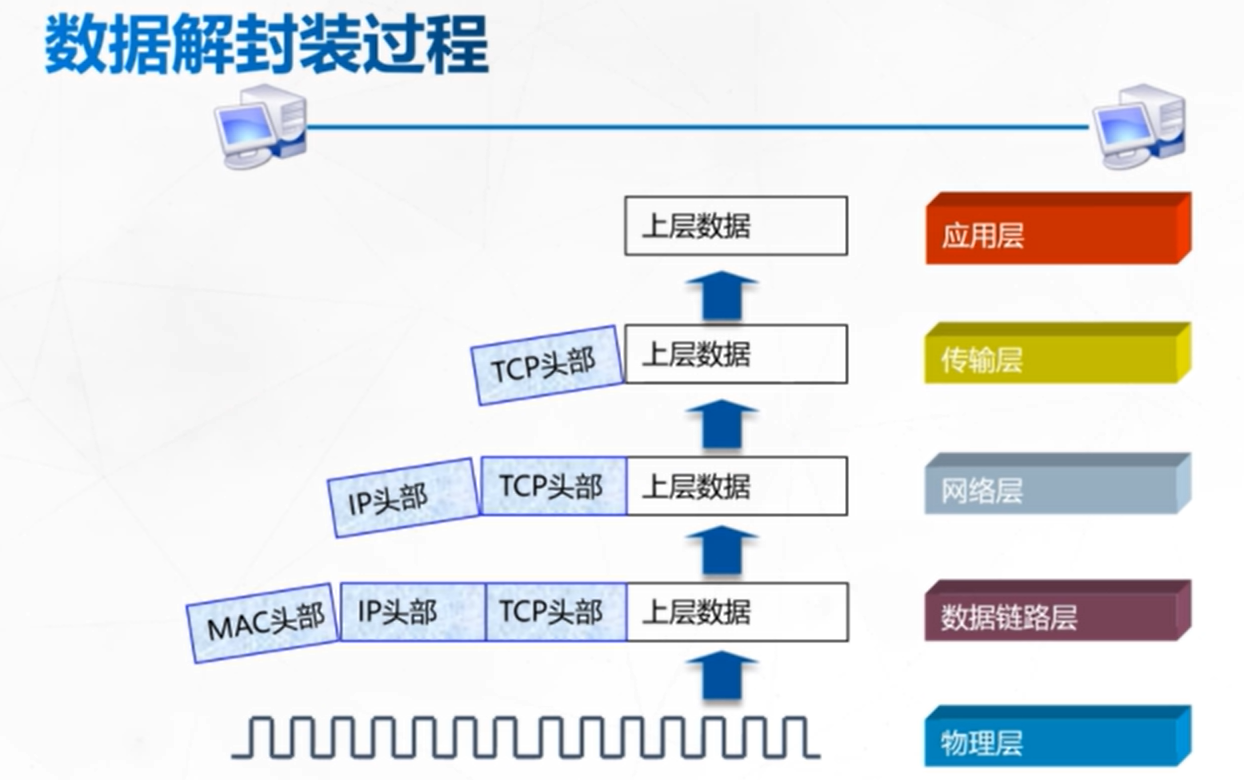 数据解封装过程
上层数据
应用层
TCP头部
上层数据
传输层
IP头部
TCP头部
上层数据
网络层
MAC头部
IP头部
TCP头部
上层数据
数据链路层
物理层